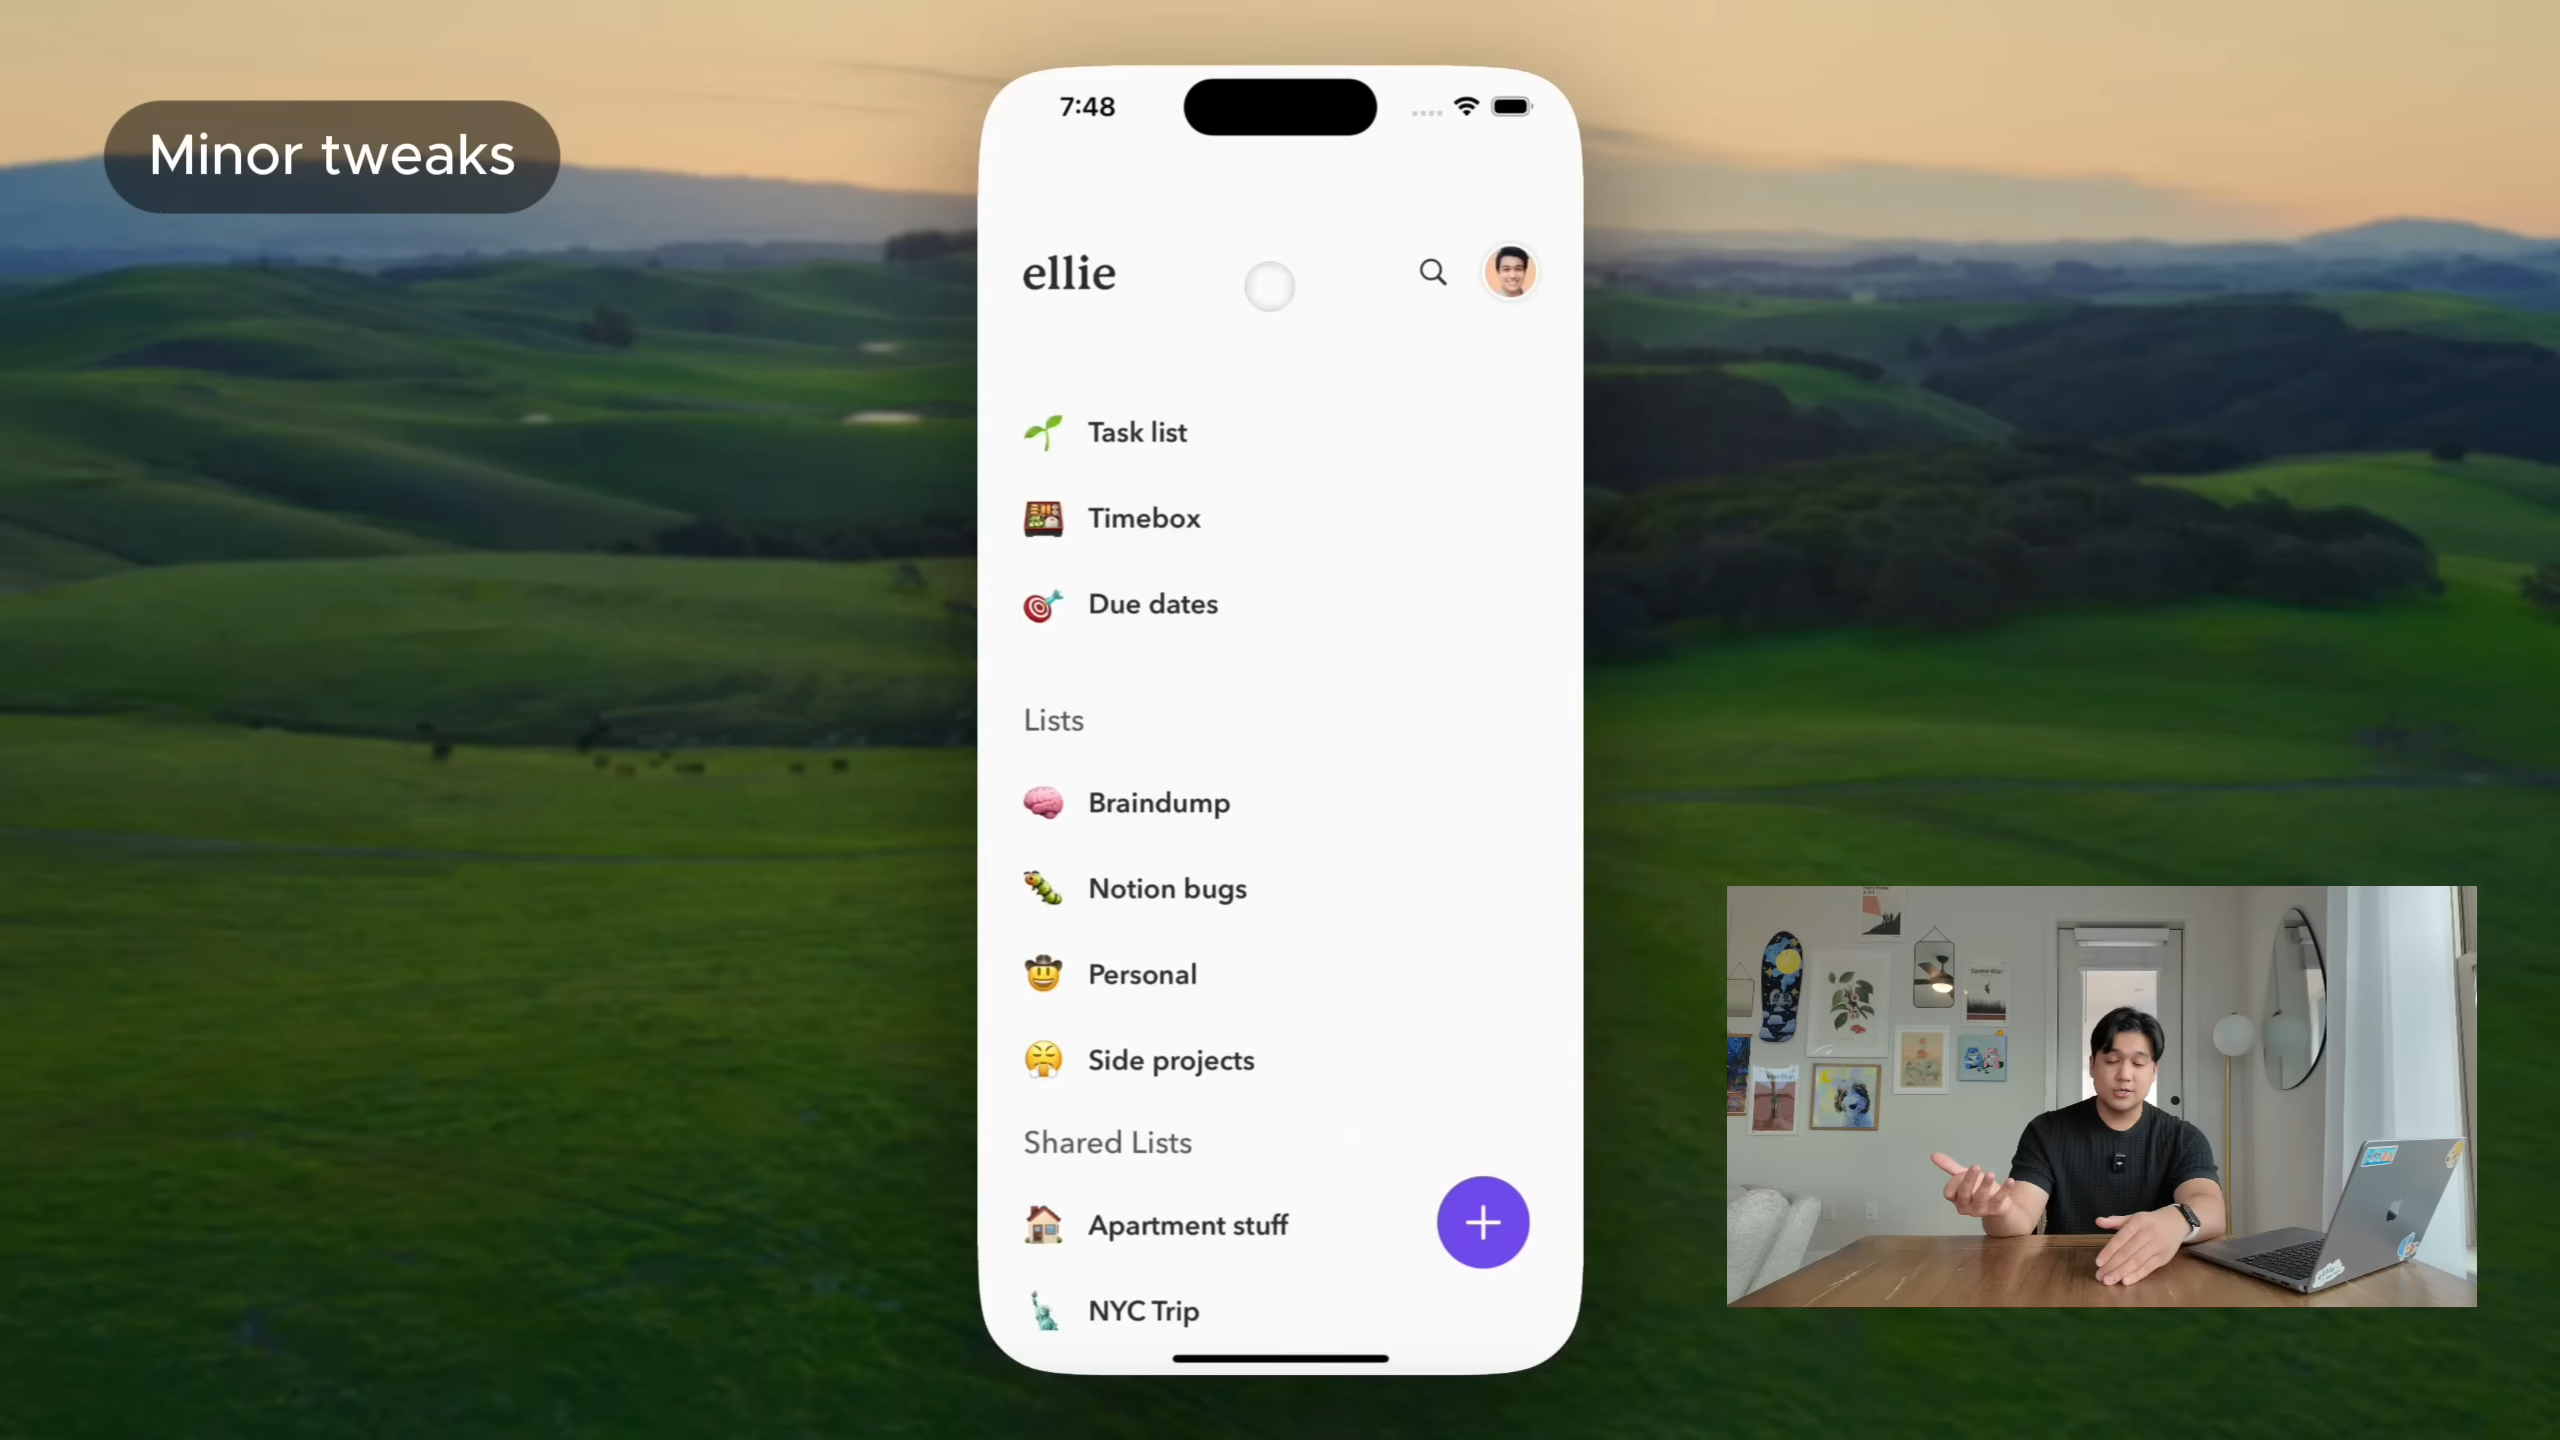 Minor tweaks
7:48
ellie
Task list
Timebox
Due dates
Lists
Braindump
Notion bugs
Personal
Side projects
Shared Lists
Apartment stuff
NYC Trip